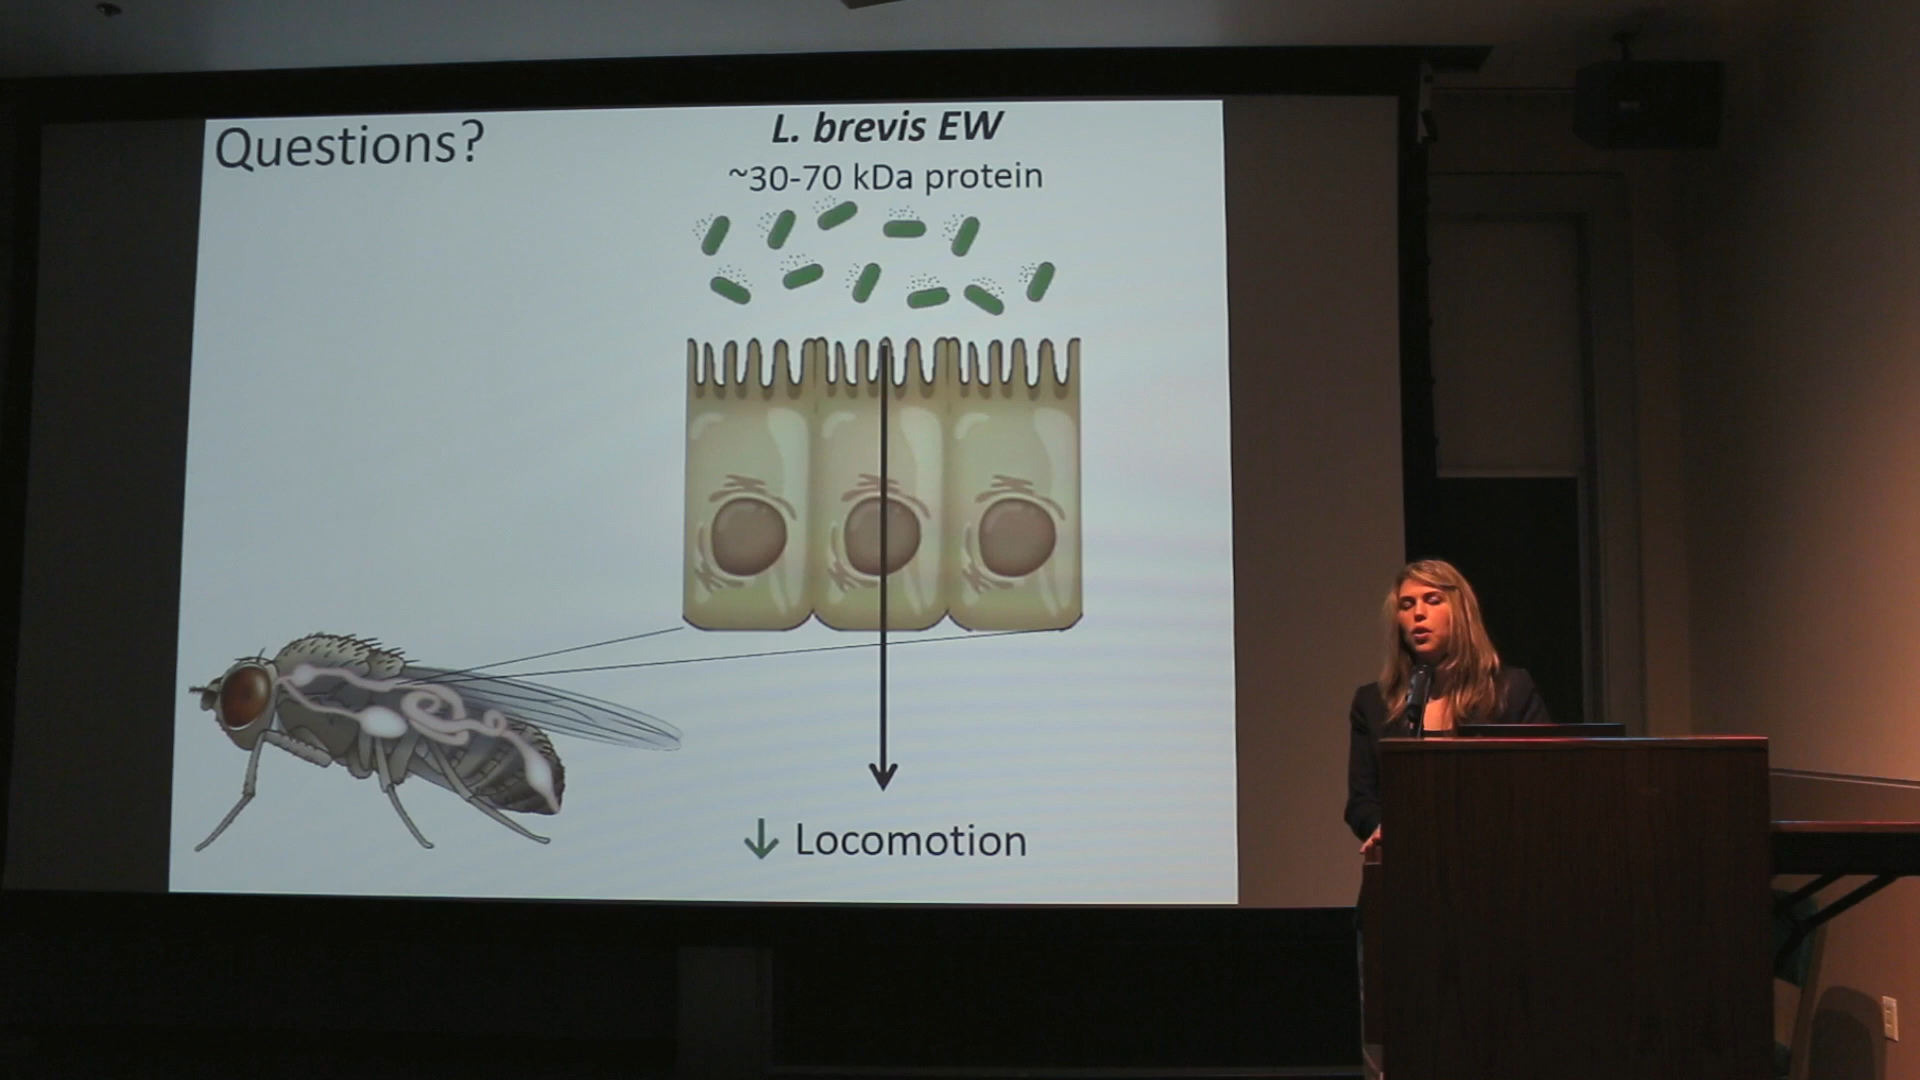 Questions?
L. brevis EW
~30-70 kDa protein
↓ Locomotion